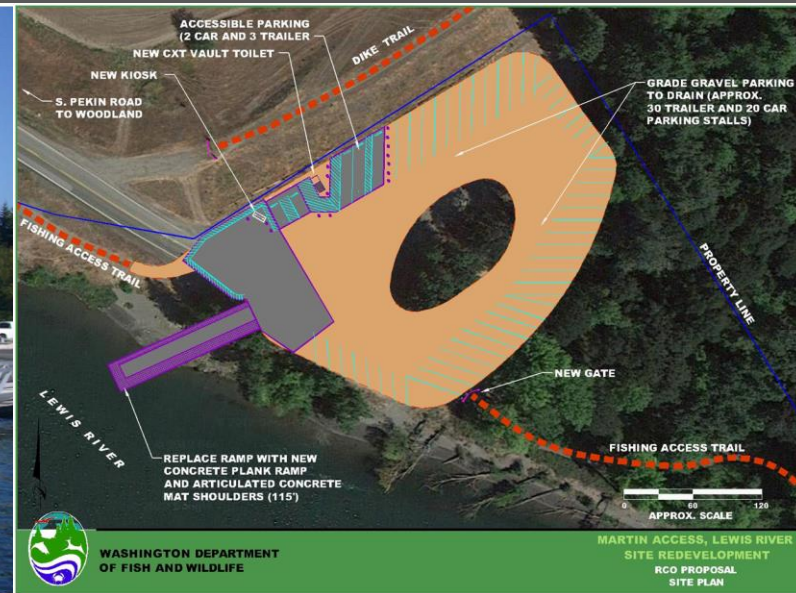 ACCESSIBLE PARKING
(2 CAR AND 3 TRAILER
NEW CXT VAULT TOILET
NEW KIOSK
DIKE TRAIL
S. PEKIN ROAD
TO WOODLAND
GRADE GRAVEL PARKING
TO DRAIN (APPROX.
30 TRAILER AND 20 CAR
PARKING STALLS)
FISHING ACCESS TRAIL
PROPERTY LINE
NEW GATE
LEWIS RIVER
REPLACE RAMP WITH NEW
CONCRETE PLANK RAMP
AND ARTICULATED CONCRETE
MAT SHOULDERS (115')
FISHING ACCESS TRAIL
0 60 120
APPROX. SCALE
WASHINGTON DEPARTMENT
OF FISH AND WILDLIFE
MARTIN ACCESS, LEWIS RIVER
SITE REDEVELOPMENT
RCO PROPOSAL
SITE PLAN